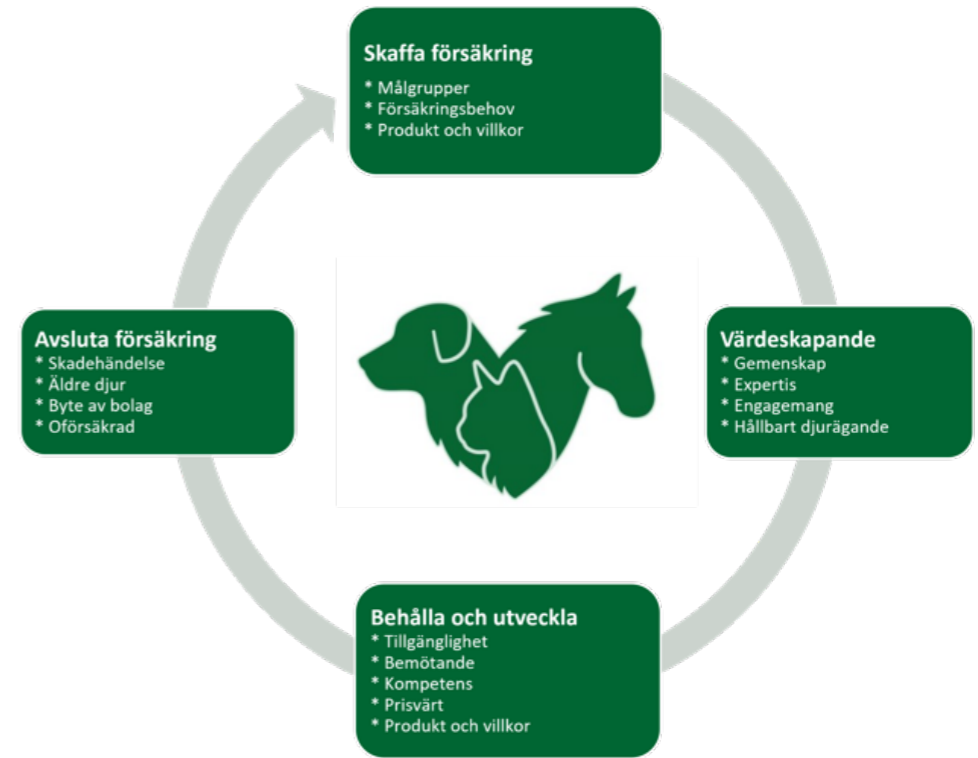 Skaffa försäkring
* Målgrupper
* Försäkringsbehov
* Produkt och villkor
Värdeskapande
* Gemenskap
* Expertis
* Engagemang
* Hållbart djurägande
Behålla och utveckla
* Tillgänglighet
* Bemötande
* Kompetens
* Prisvärt
* Produkt och villkor
Avsluta försäkring
* Skadehändelse
* Äldre djur
* Byte av bolag
* Oförsäkrad